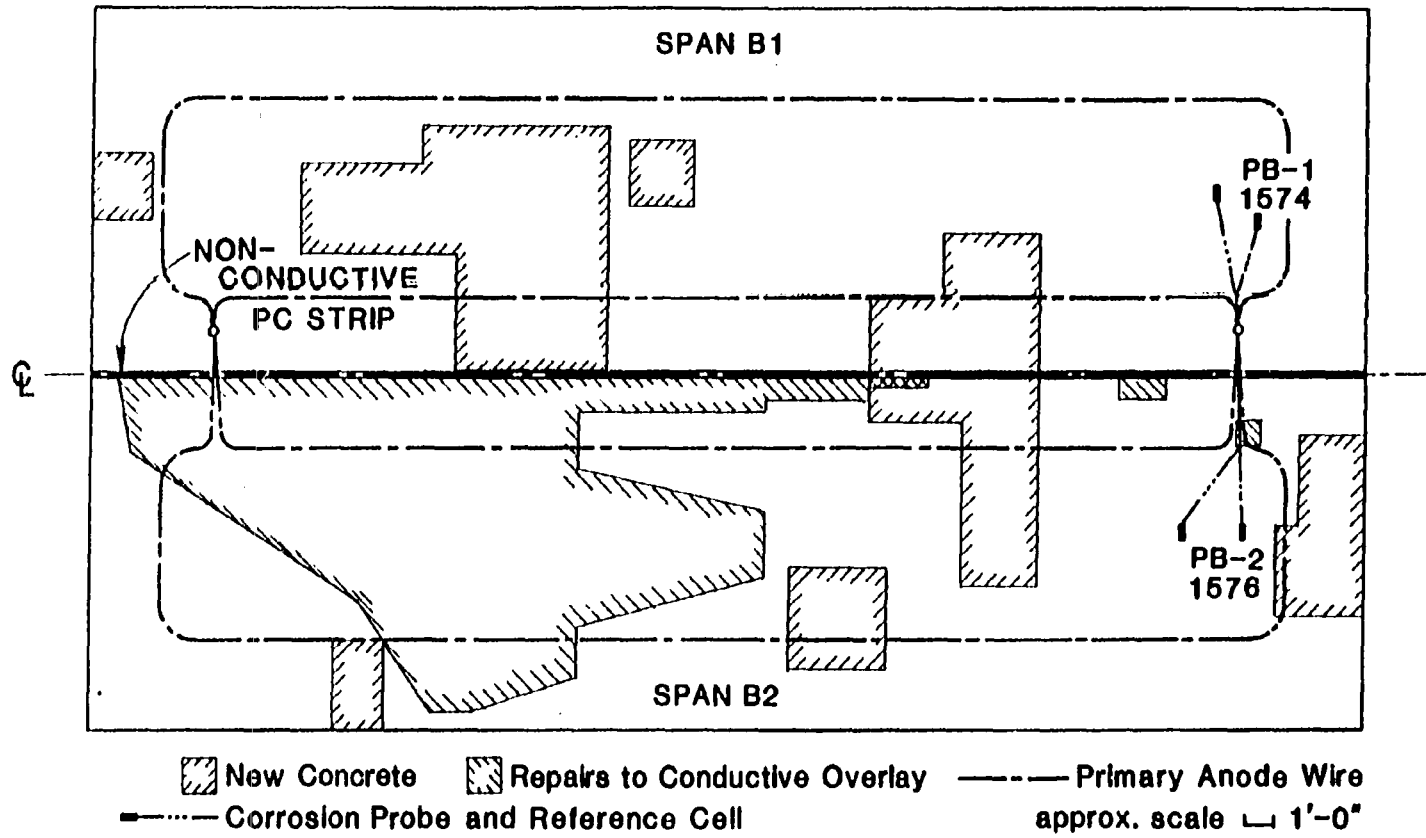 SPAN B1
PB-1
1574
NON-
CONDUCTIVE
PC STRIP
℄
PB-2
1576
SPAN B2
New Concrete
Repairs to Conductive Overlay
Primary Anode Wire
Corrosion Probe and Reference Cell
approx. scale 1'-0"